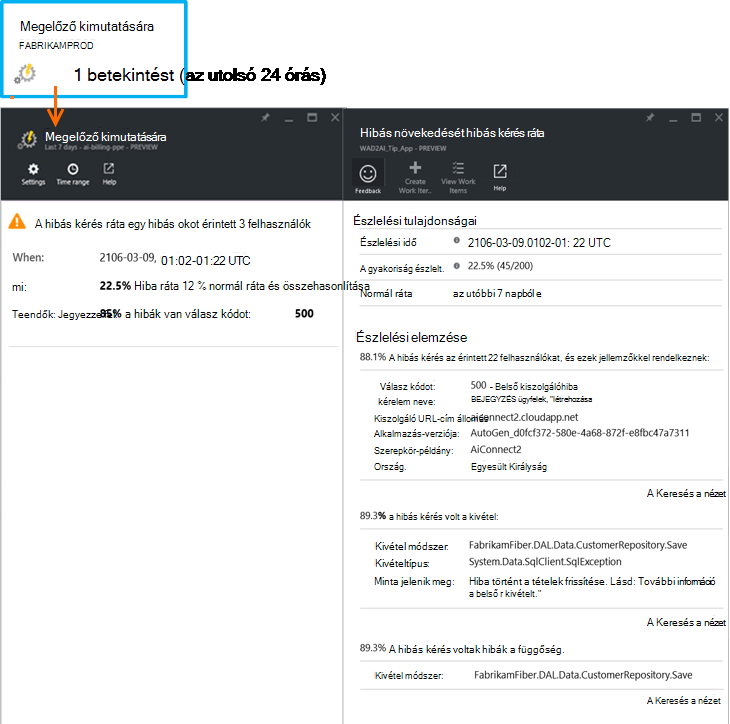 Megelőző kimutatására
FABRIKAMPROD
1 betekintést (az utolsó 24 órás)
Megelőző kimutatására
Last 7 days - ai-billing-ppe - PREVIEW
Settings
Time range
Help
A hibás kérés ráta egy hibás okot érintett 3 felhasználók
When: 2106-03-09, 01:02-01:22 UTC
mi: 22.5% Hiba ráta 12 % normál ráta és összehasonlítása
Teendők: Jegyezze 85% a hibák van válasz kódot: 500
Hibás növekedését hibás kérés ráta
WAD2AI_Tip_App - PREVIEW
Feedback
Create Work Iter..
View Work Items
Help
Észlelési tulajdonságai
Észlelési idő 2106-03-09.0102-01: 22 UTC
A gyakoriság észlelt. 22.5% (45/200)
Normál ráta az utóbbi 7 napból e
Észlelési elemzése
88.1% A hibás kérés az érintett 22 felhasználókat, és ezek jellemzőkkel rendelkeznek:
Válasz kódot: 500 - Belső kiszolgálóhiba
kérelem neve: BEJEGYZÉS ügyfelek, "létrehozása
Kiszolgáló URL-cím állomás aiconnect2.cloudapp.net
Alkalmazás-verziója: AutoGen_d0fcf372-580e-4a68-872f-e8fbc47a7311
Szerepkör-példány: AiConnect2
Ország. Egyesült Királyság
A Keresés a nézet
89.3% a hibás kérés volt a kivétel:
Kivétel módszer. FabrikamFiber.DAL.Data.CustomerRepository.Save
Kivételtípus: System.Data.SqlClient.SqlException
Minta jelenik meg: Hiba történt a tételek frissítése. Lásd: További információ
a belső r kivételt."
A Keresés a nézet
89.3% A hibás kérés voltak hibák a függőség.
Kivétel módszer: FabrikamFiber.DAL.Data.CustomerRepository.Save
A Keresés a nézet